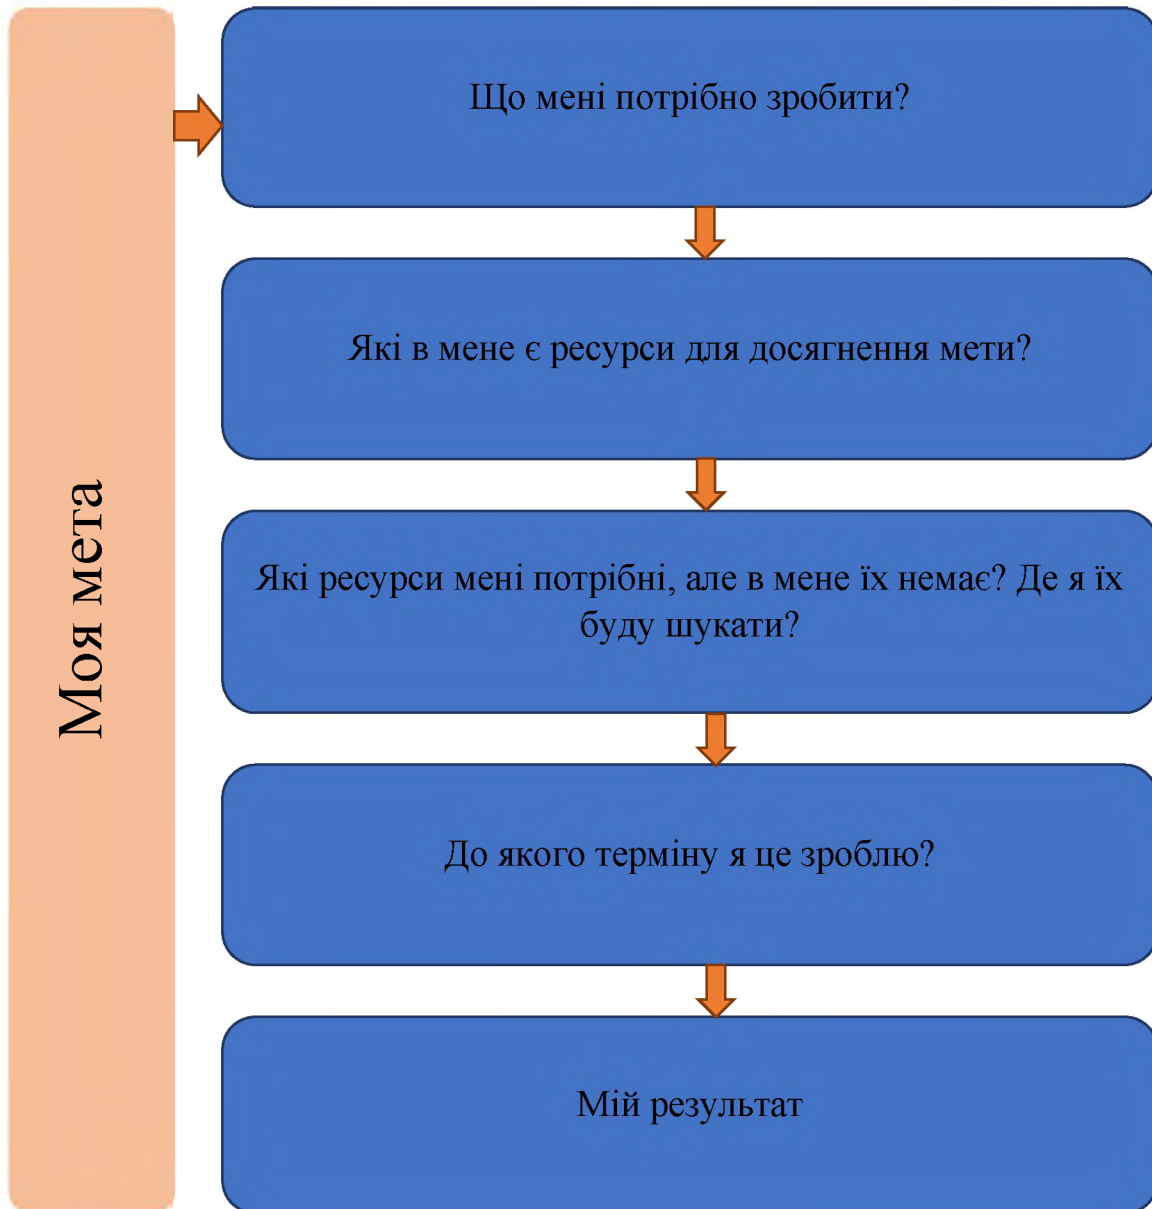 Моя мета
Що мені потрібно зробити?
Які в мене є ресурси для досягнення мети?
Які ресурси мені потрібні, але в мене їх немає? Де я їх
буду шукати?
До якого терміну я це зроблю?
Мій результат